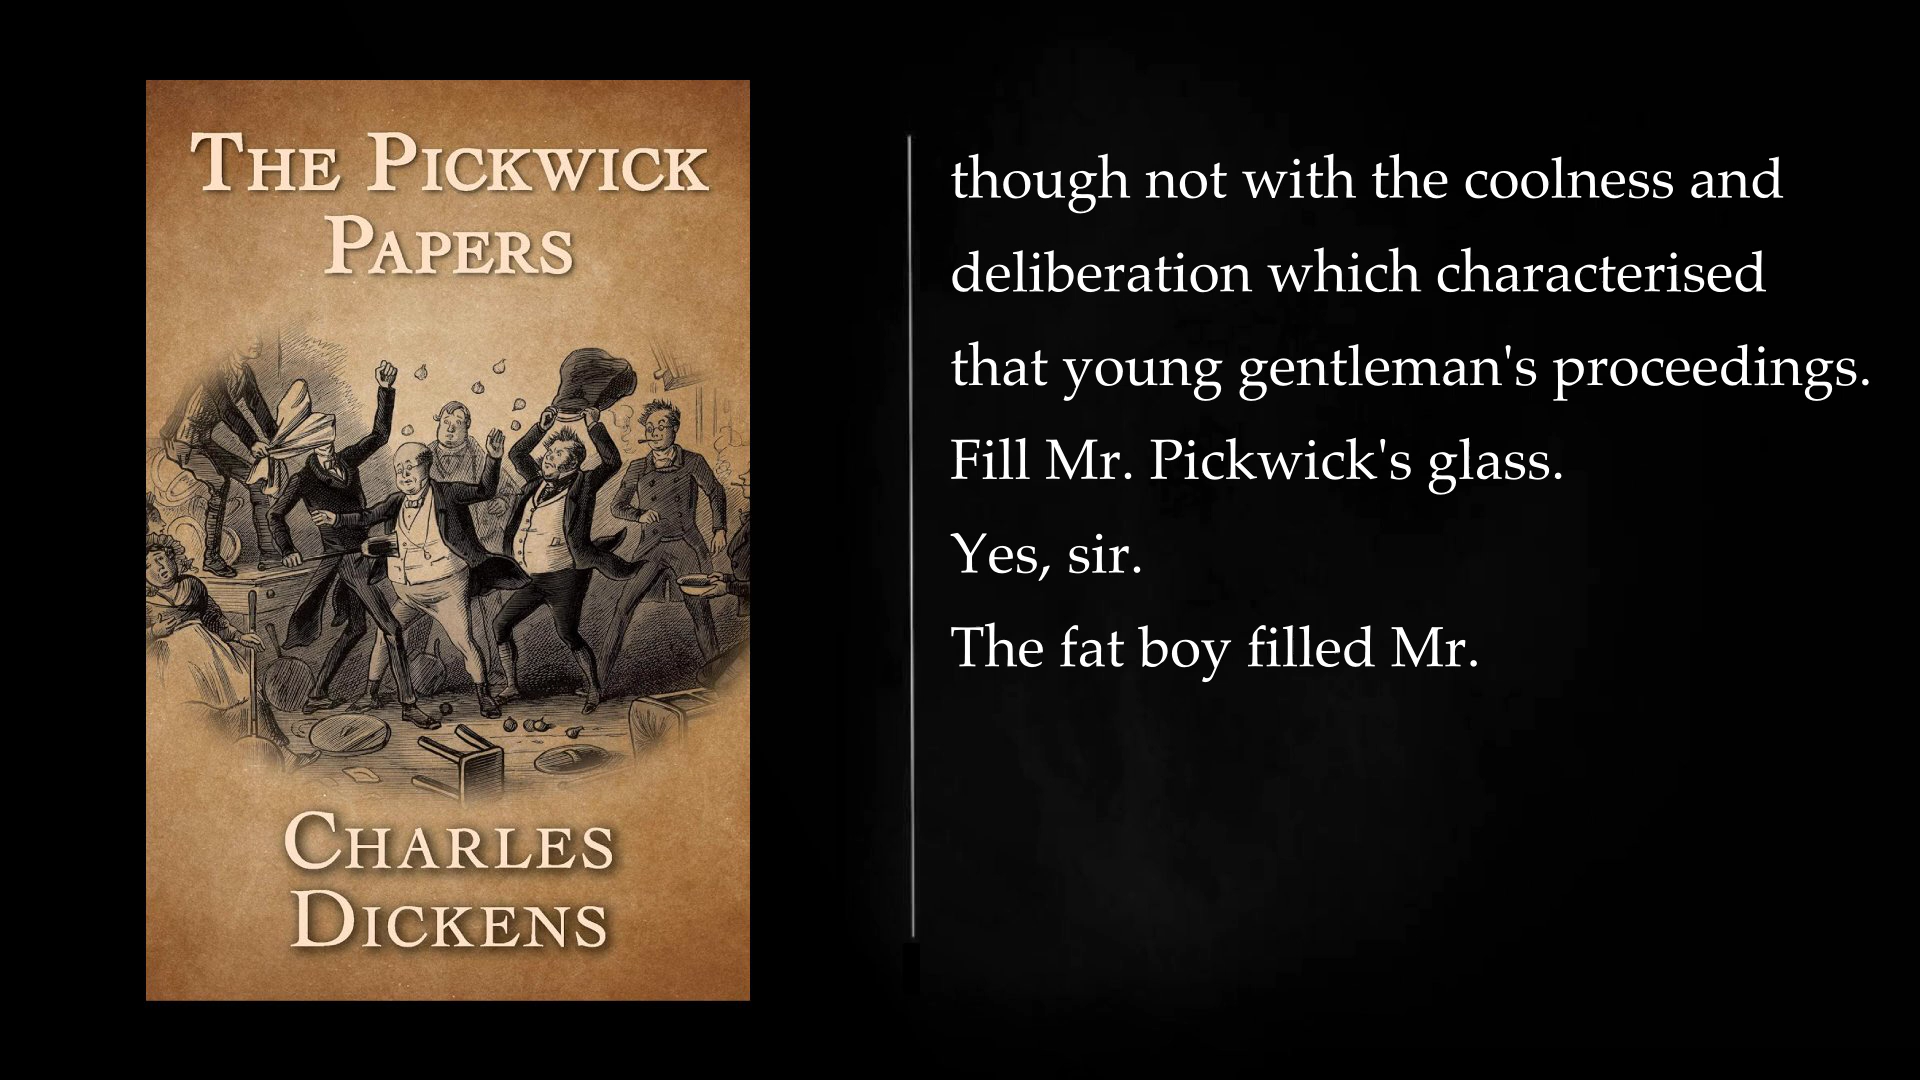 THE PICKWICK
PAPERS
CHARLES
DICKENS
though not with the coolness and
deliberation which characterised
that young gentleman's proceedings.
Fill Mr. Pickwick's glass.
Yes, sir.
The fat boy filled Mr.